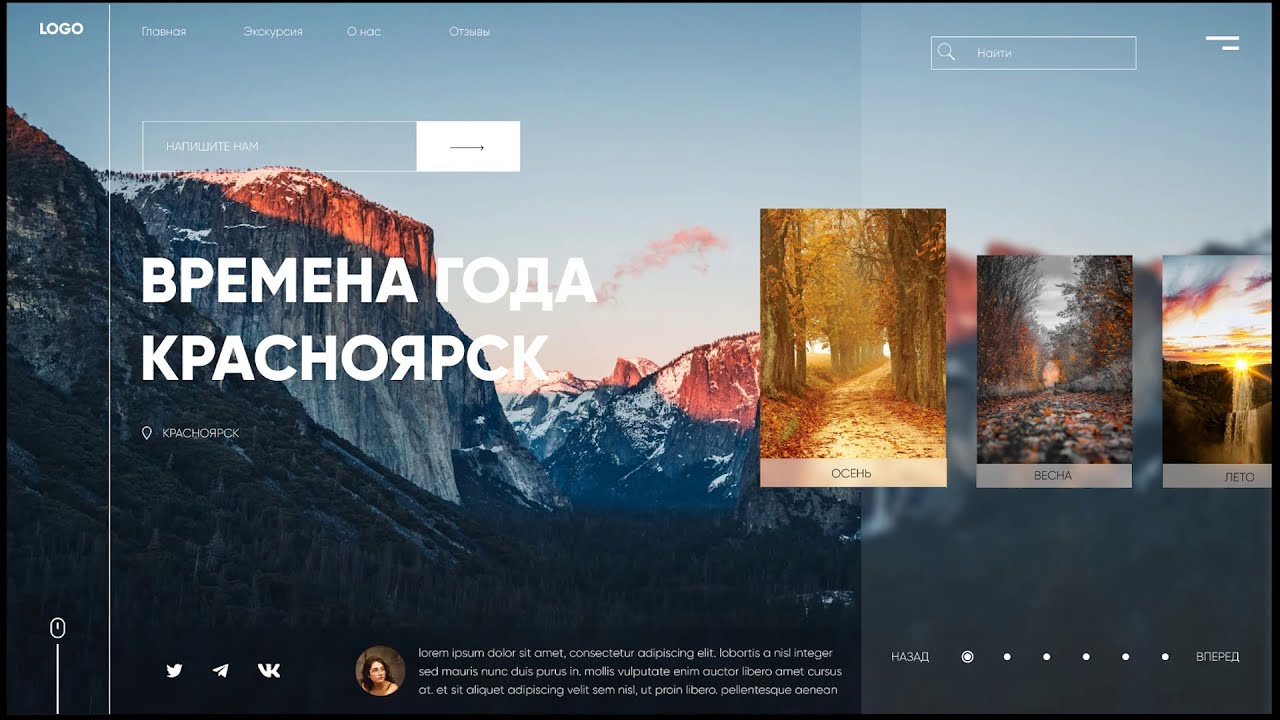 LOGO
Главная
Экскурсия
О нас
Отзывы
Найти
НАПИШИТЕ НАМ
ВРЕМЕНА ГОДА
КРАСНОЯРСК
КРАСНОЯРСК
ОСЕНЬ
ВЕСНА
ЛЕТО
lorem ipsum dolor sit amet, consectetur adipiscing elit. lobortis a nisl integer
sed mauris nunc duis purus in. mollis vulputate enim auctor libero amet cursus
at. et sit aliquet adipiscing velit sem nisl, ut proin libero. pellentesque aenean
НАЗАД
ВПЕРЕД